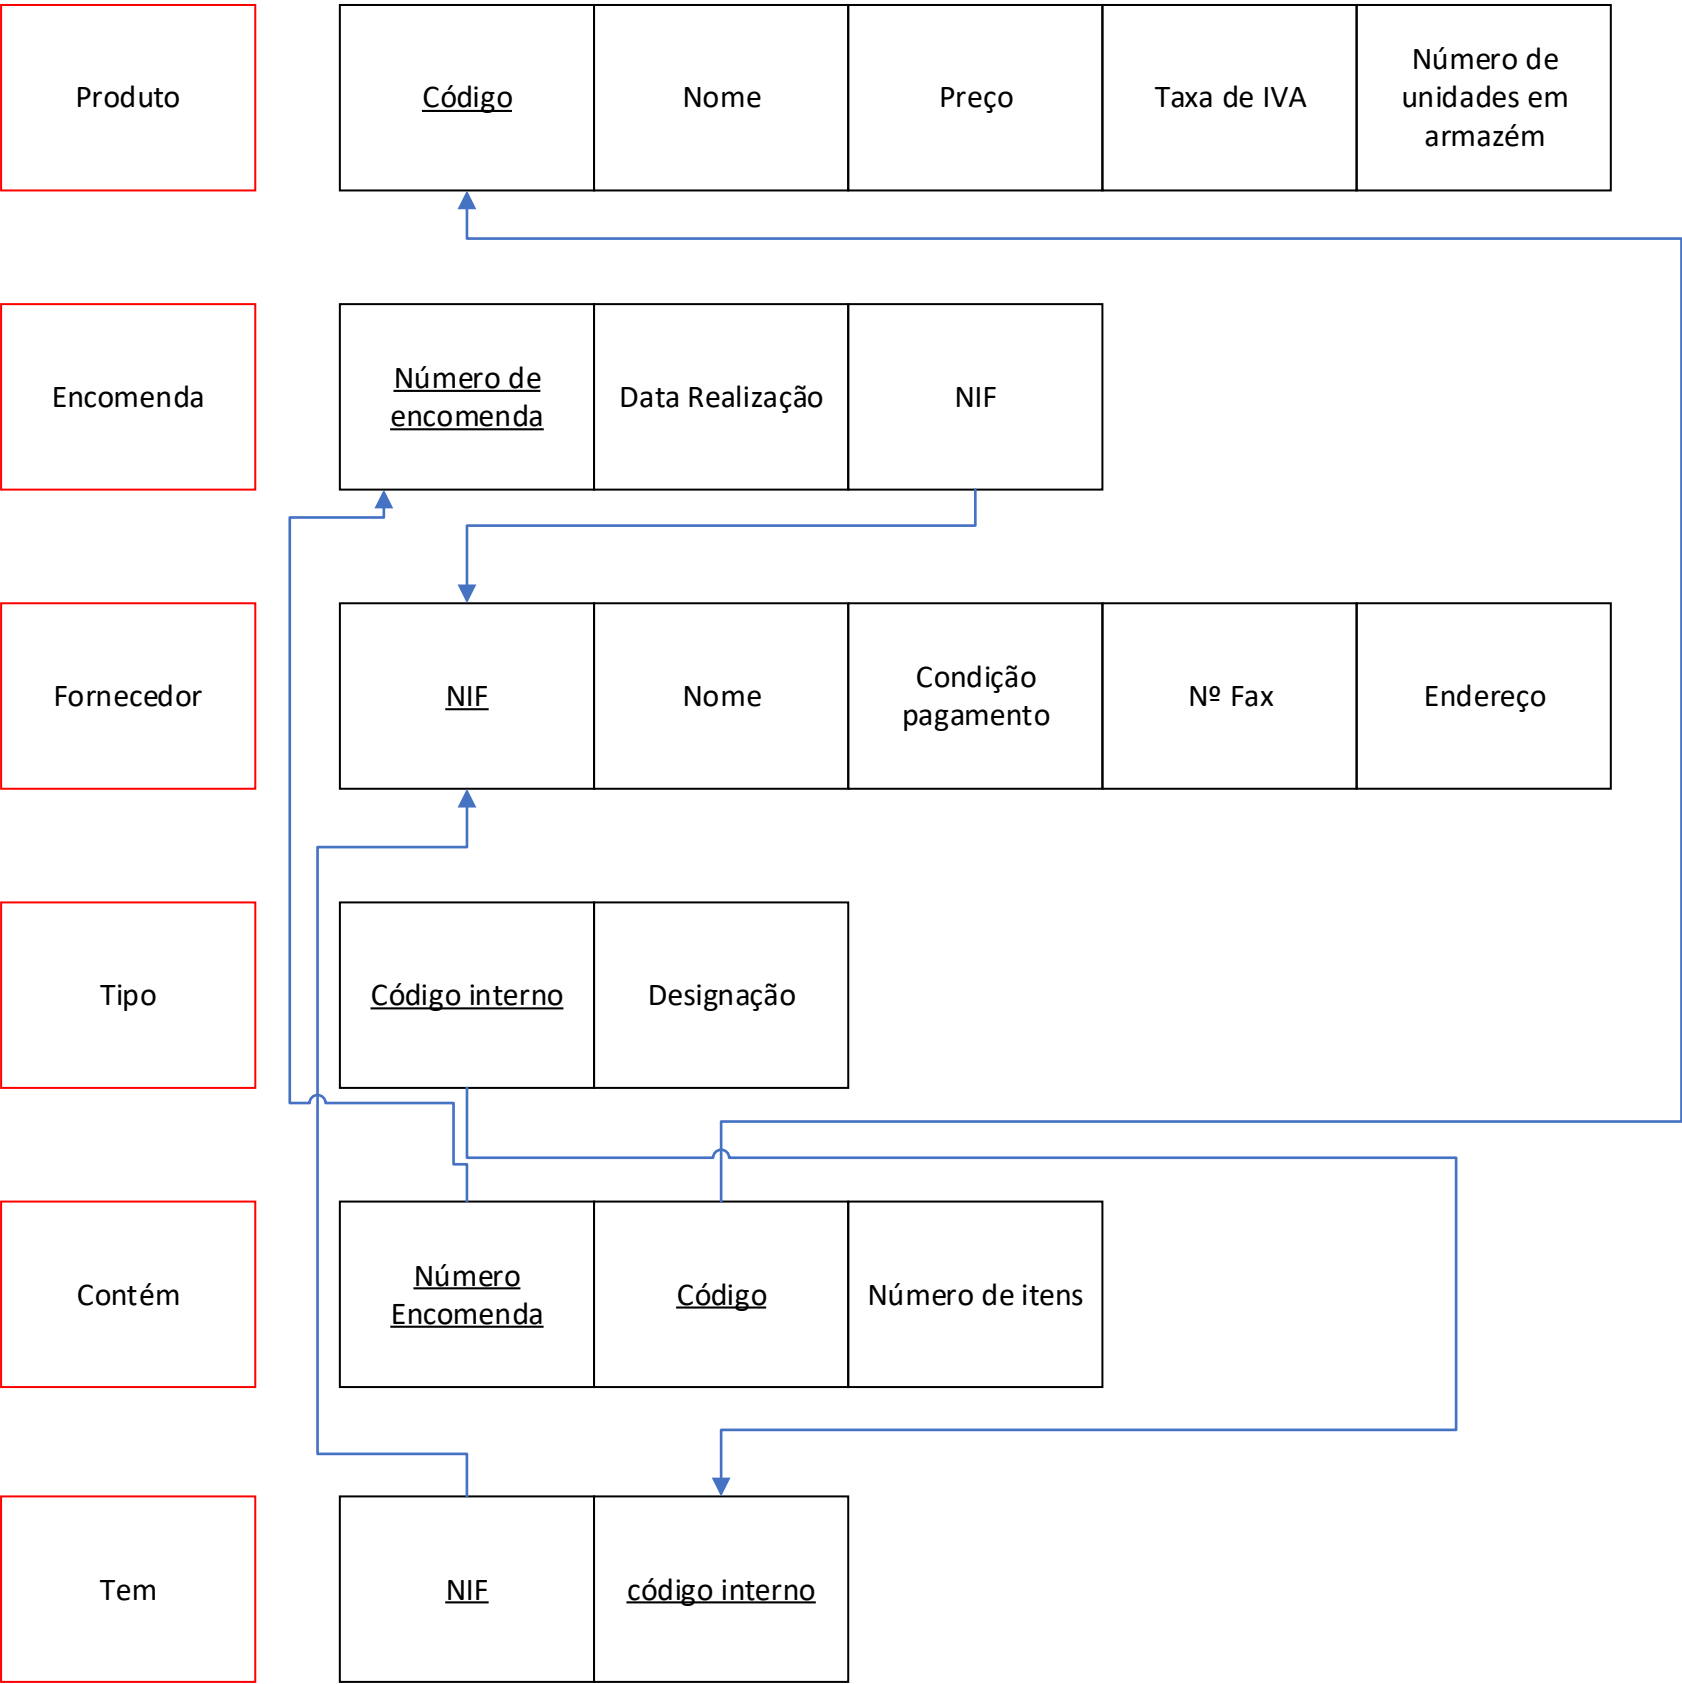 Produto
Código
Nome
Preço
Taxa de IVA
Número de
unidades em
armazém
Encomenda
Número de
encomenda
Data Realização
NIF
Fornecedor
NIF
Nome
Condição
pagamento
Nº Fax
Endereço
Tipo
Código interno
Designação
Contém
Número
Encomenda
Código
Número de itens
Tem
NIF
código interno